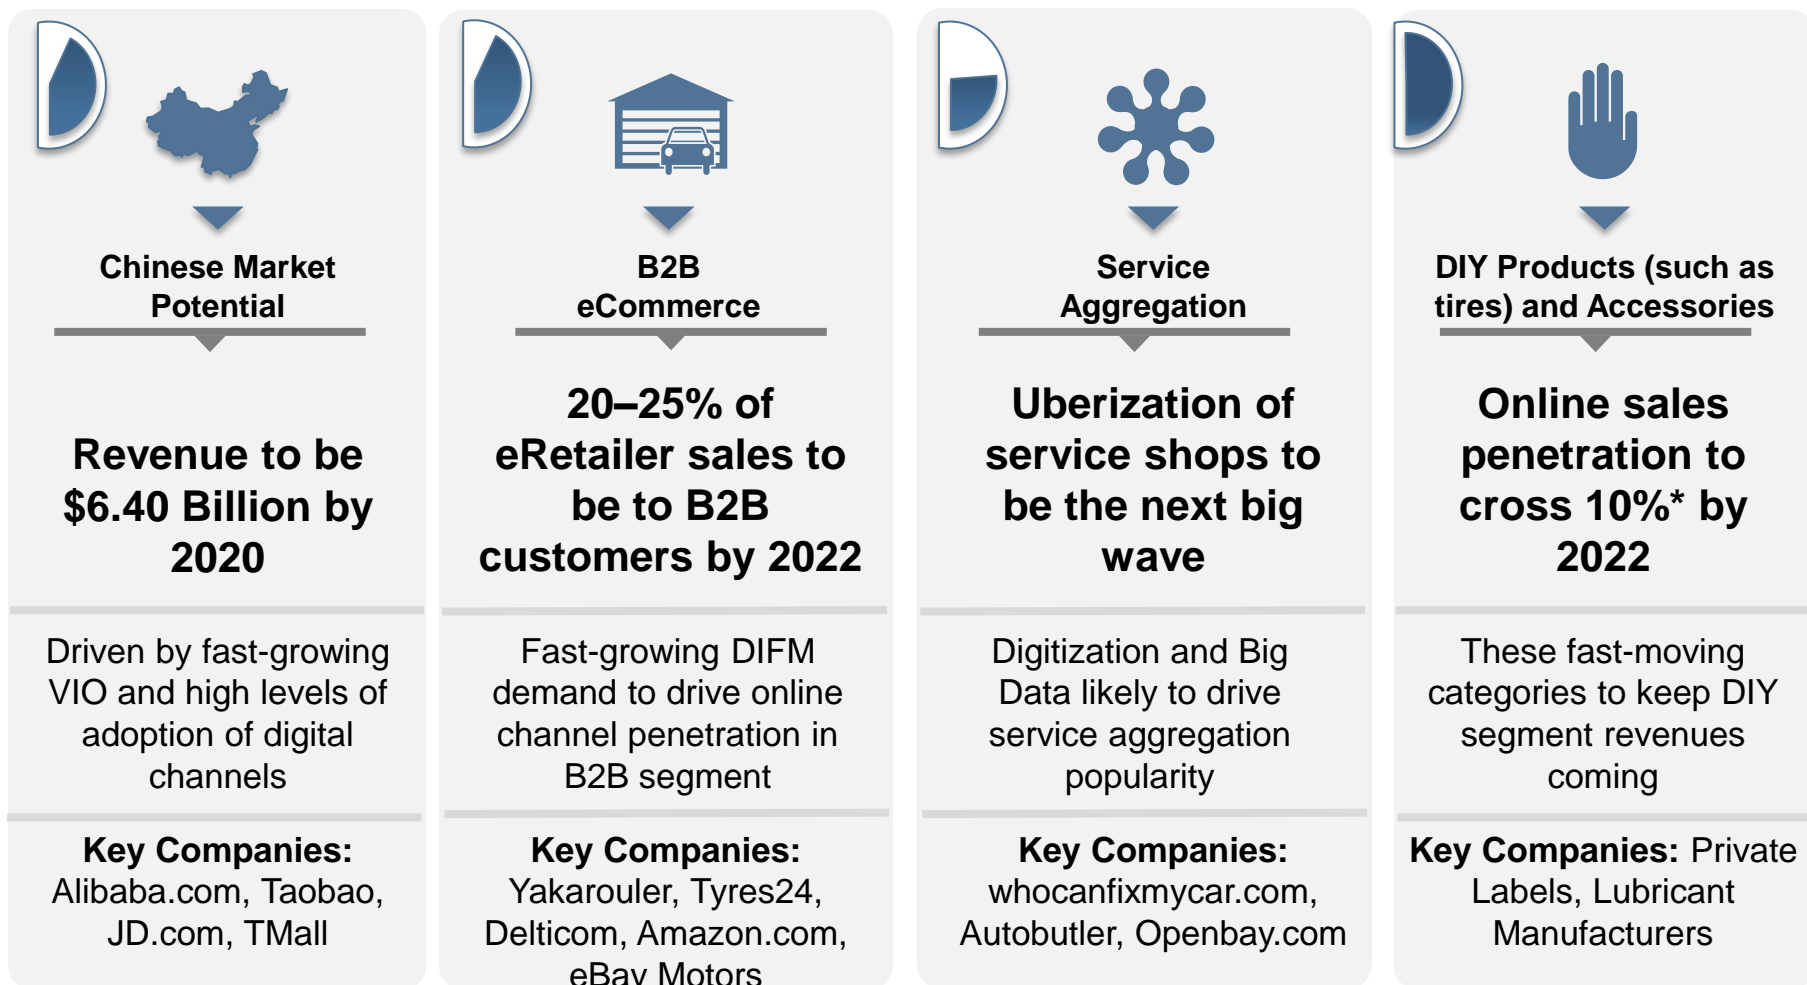 Chinese Market
Potential
Revenue to be
$6.40 Billion by
2020
Driven by fast-growing
VIO and high levels of
adoption of digital
channels
Key Companies:
Alibaba.com, Taobao,
JD.com, TMall
B2B
eCommerce
20–25% of
eRetailer sales to
be to B2B
customers by 2022
Fast-growing DIFM
demand to drive online
channel penetration in
B2B segment
Key Companies:
Yakarouler, Tyres24,
Delticom, Amazon.com,
eBay Motors
Service
Aggregation
Uberization of
service shops to
be the next big
wave
Digitization and Big
Data likely to drive
service aggregation
popularity
Key Companies:
whocanfixmycar.com,
Autobutler, Openbay.com
DIY Products (such as
tires) and Accessories
Online sales
penetration to
cross 10%* by
2022
These fast-moving
categories to keep DIY
segment revenues
coming
Key Companies: Private
Labels, Lubricant
Manufacturers